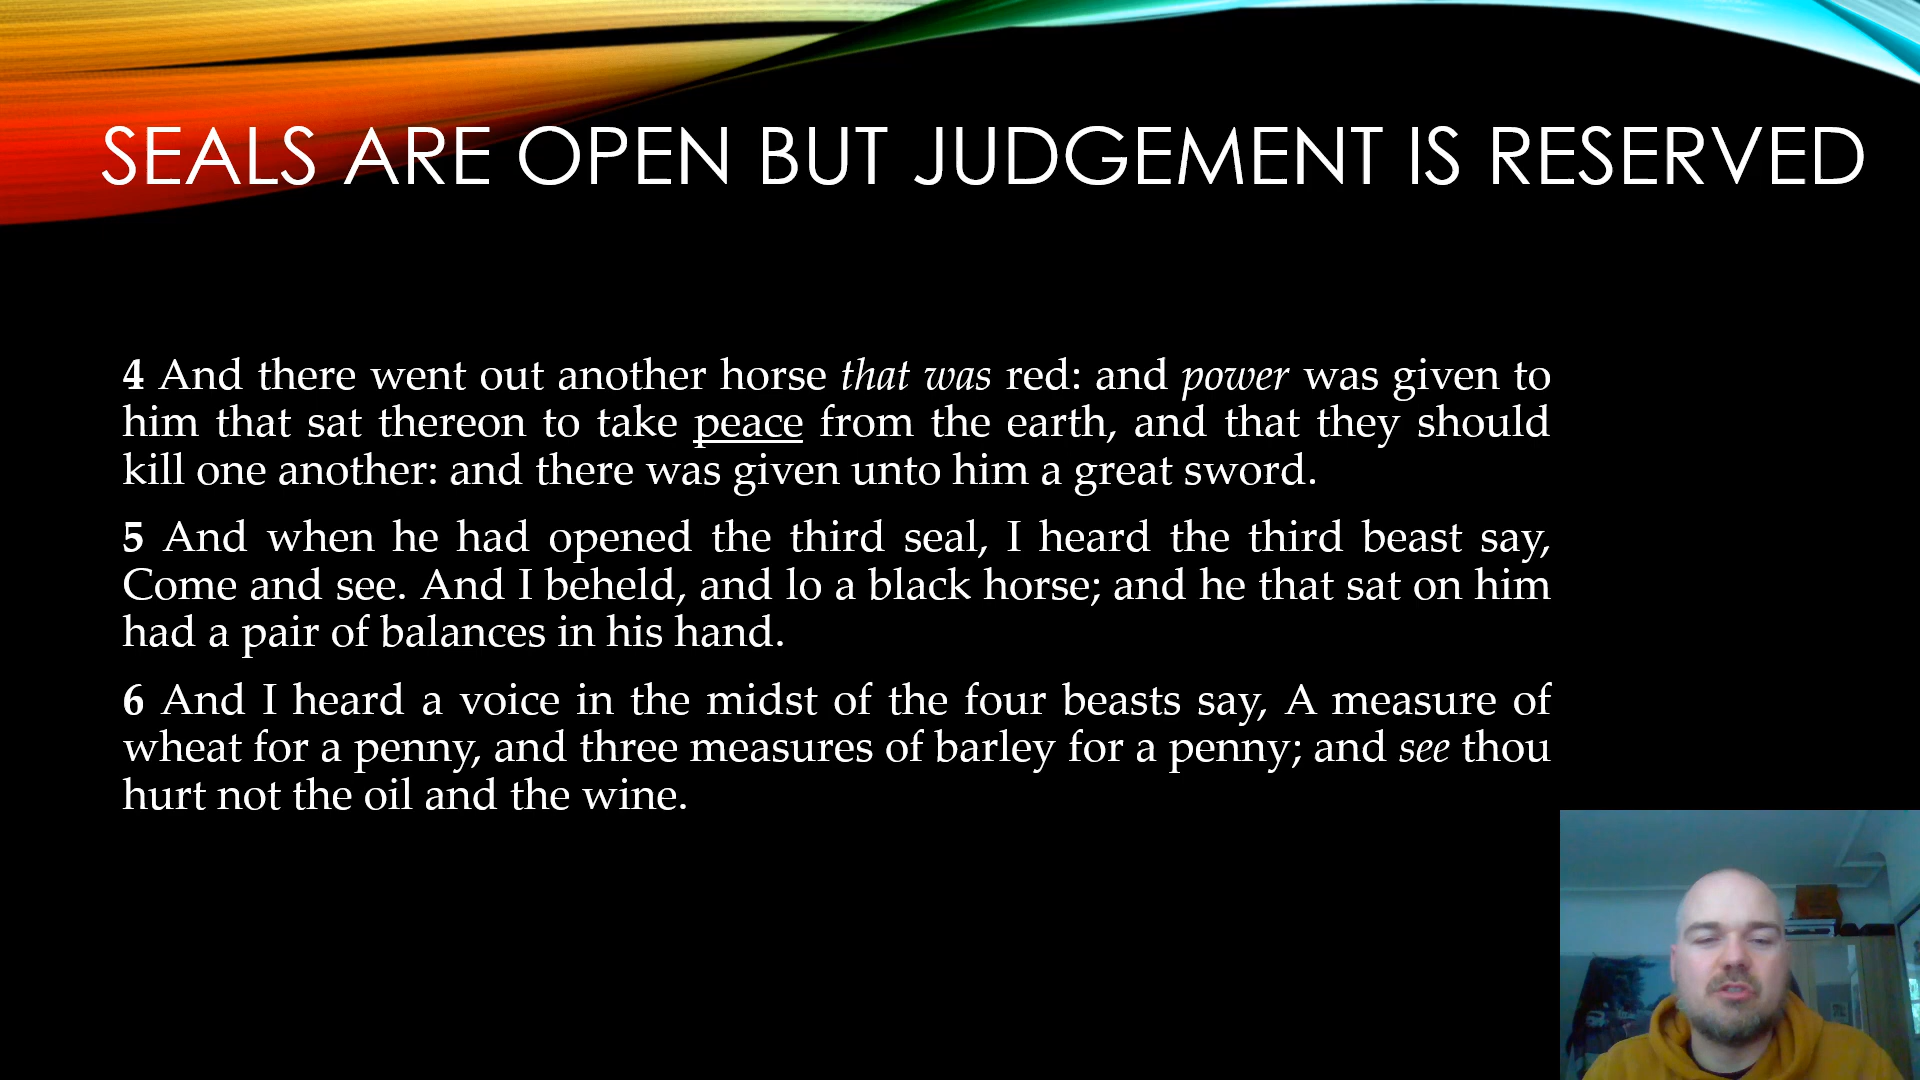 SEALS ARE OPEN BUT JUDGEMENT IS RESERVED
4 And there went out another horse that was red: and power was given to
him that sat thereon to take peace from the earth, and that they should
kill one another: and there was given unto him a great sword.
5 And when he had opened the third seal, I heard the third beast say,
Come and see. And I beheld, and lo a black horse; and he that sat on him
had a pair of balances in his hand.
6 And I heard a voice in the midst of the four beasts say, A measure of
wheat for a penny, and three measures of barley for a penny; and see thou
hurt not the oil and the wine.